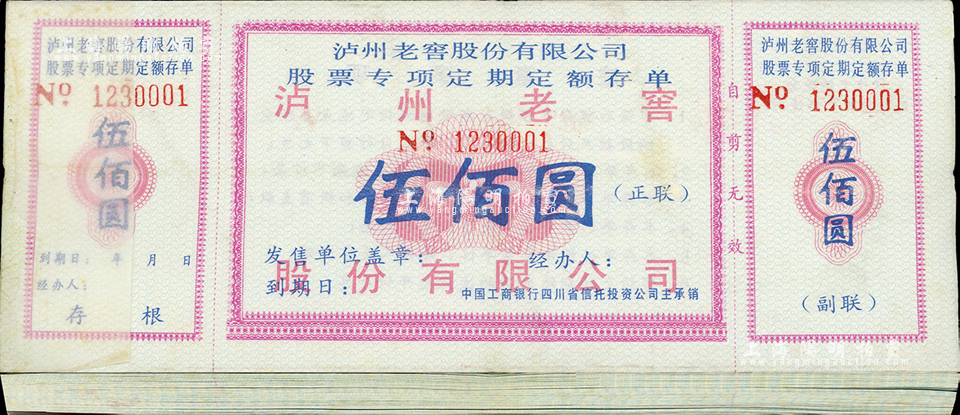 泸州老窖股份有限公司
股票专项定期定额存单
Nº 1230001
伍佰圆
到期日： 年 月 日
经办人：
存 根
泸州老窖股份有限公司
股票专项定期定额存单
泸 州 老 窖
Nº 1230001
伍佰圆（正联）
发售单位盖章： 经办人：
股份有限公司
到期日：
中国工商银行四川省信托投资公司主承销
自剪无效
泸州老窖股份有限公司
股票专项定期定额存单
Nº 1230001
伍佰圆
（副联）
www.yangmingauction.com